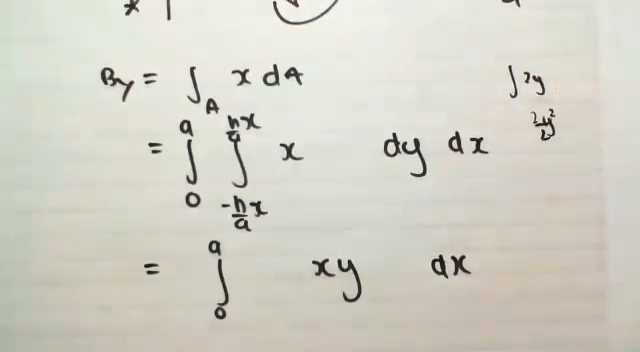 By = ∫_A x dA
∫ 2y
= ∫_0^a ∫_{-h/a x}^{h/a x} x dy dx
2y²/2
= ∫_0^a xy dx